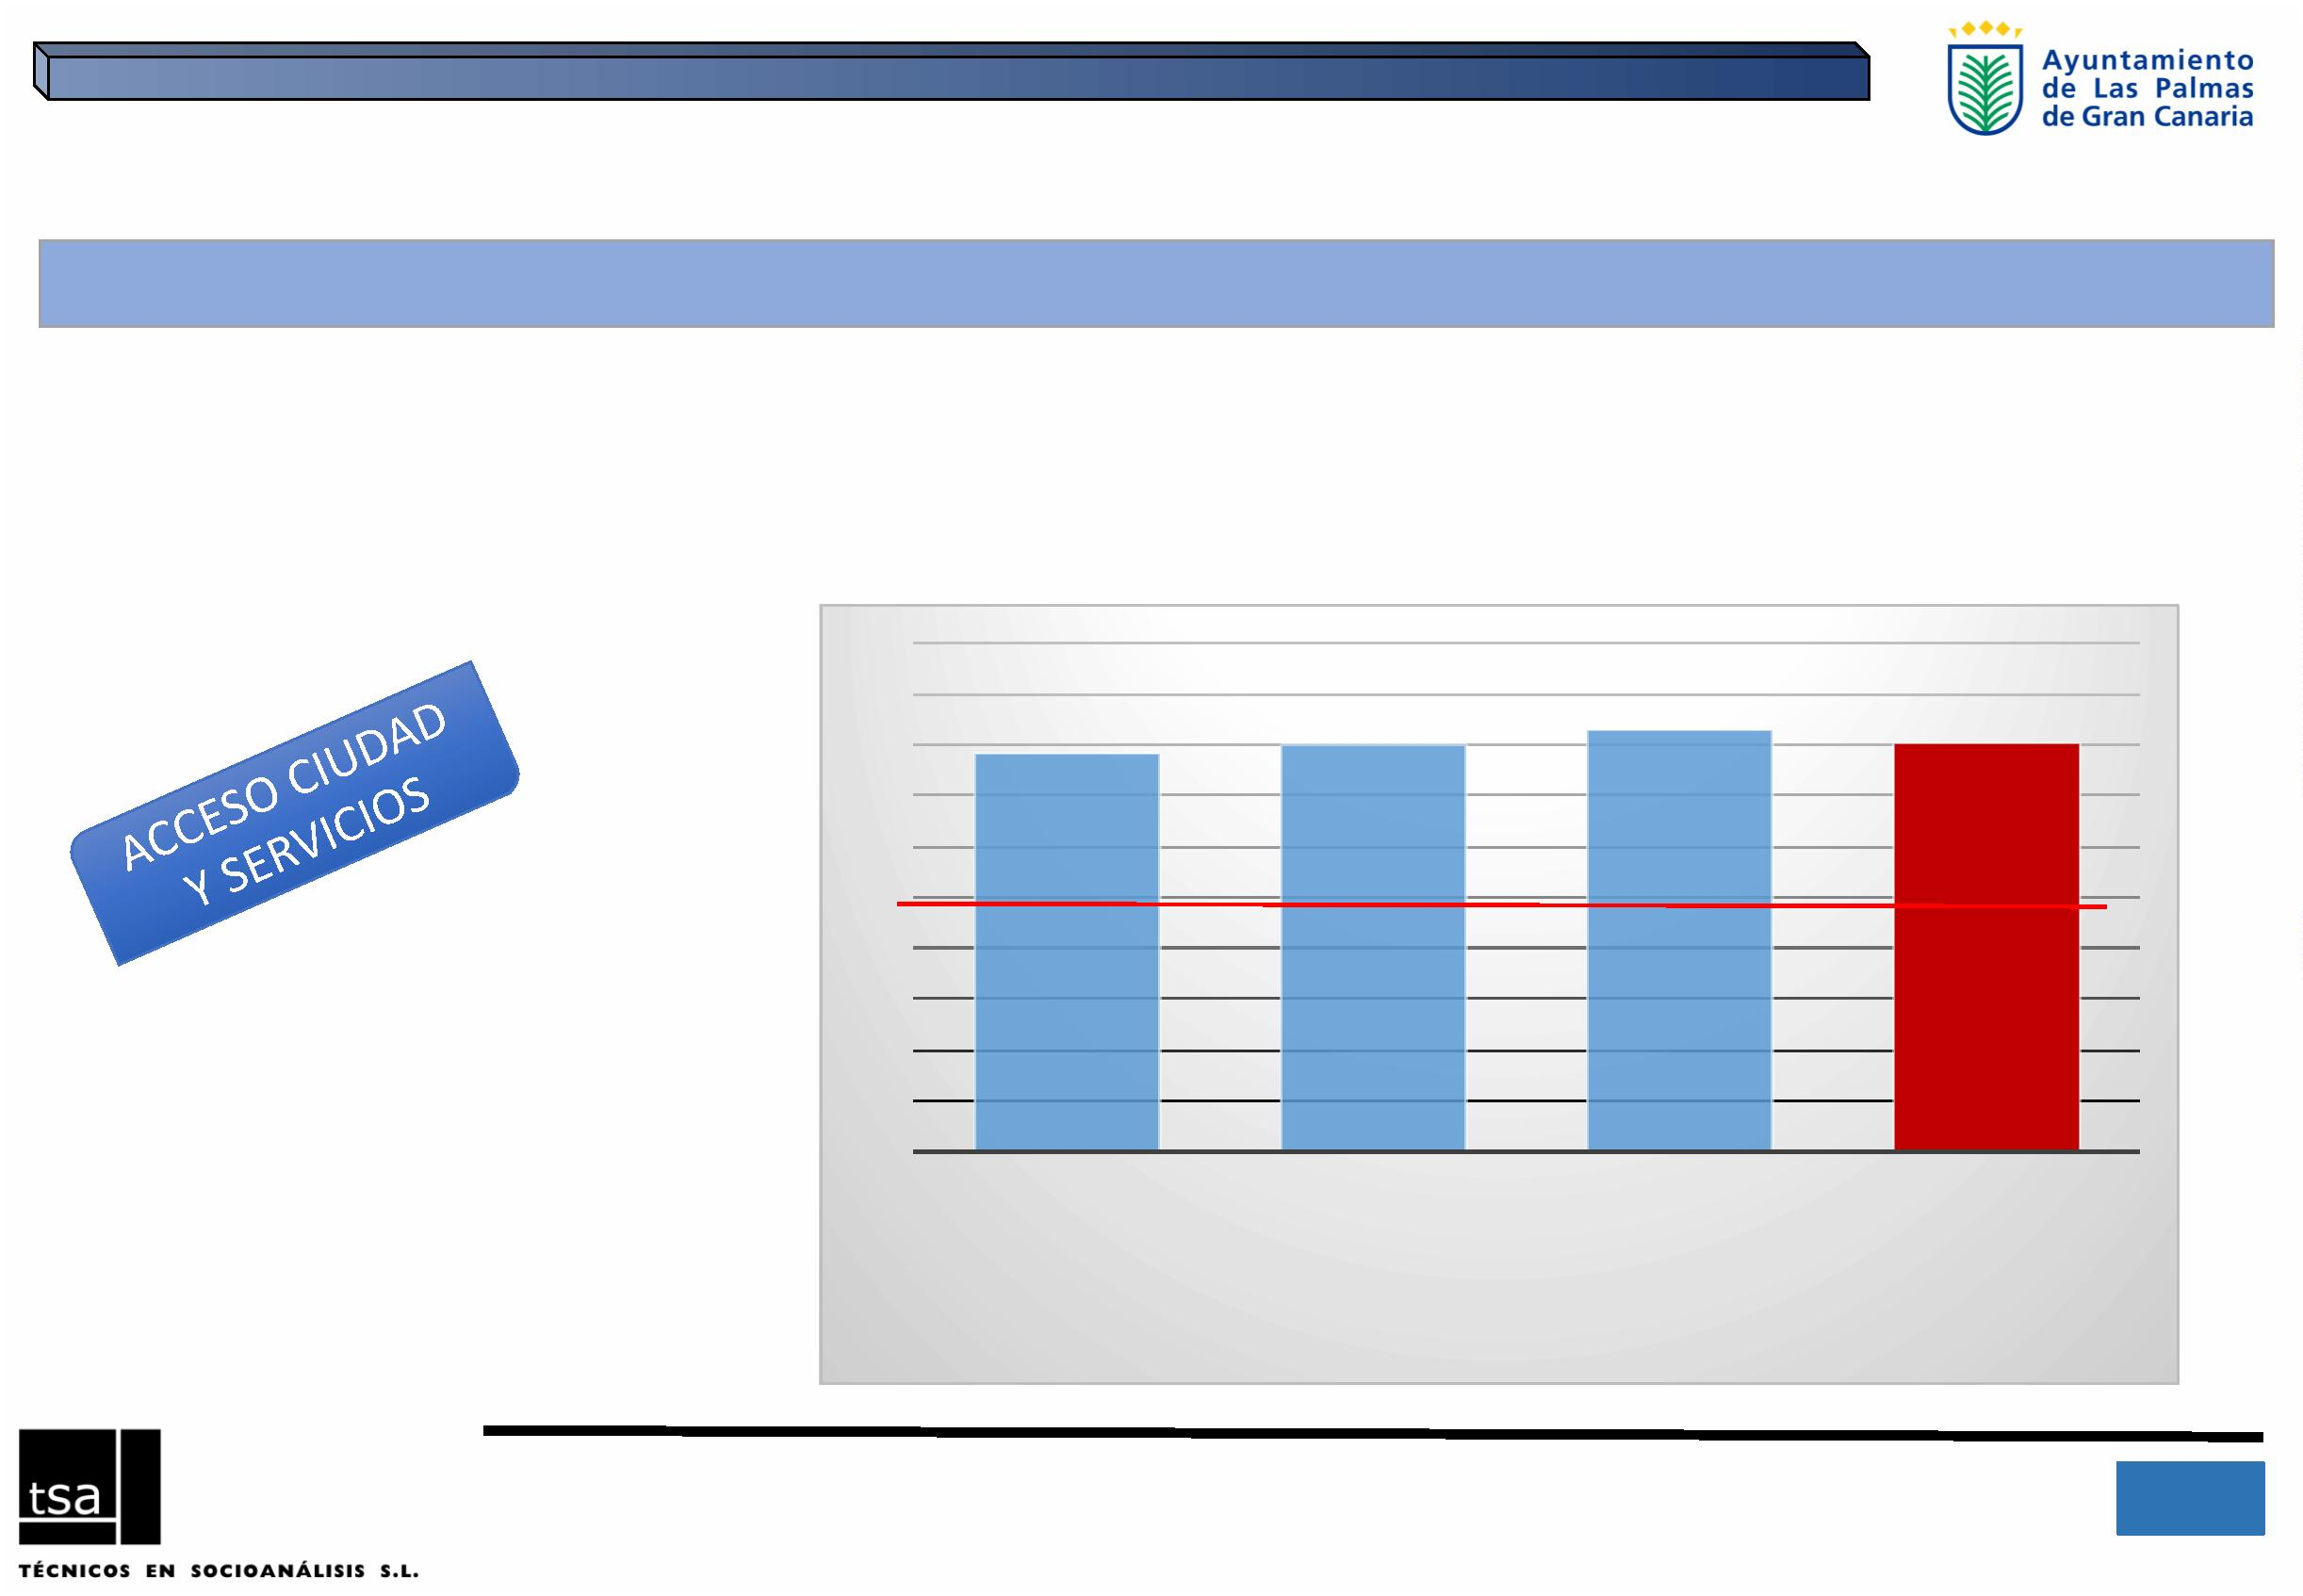 Ayuntamiento
de Las Palmas
de Gran Canaria
ACCESO CIUDAD
Y SERVICIOS
tsa
TÉCNICOS EN SOCIOANÁLISIS S.L.